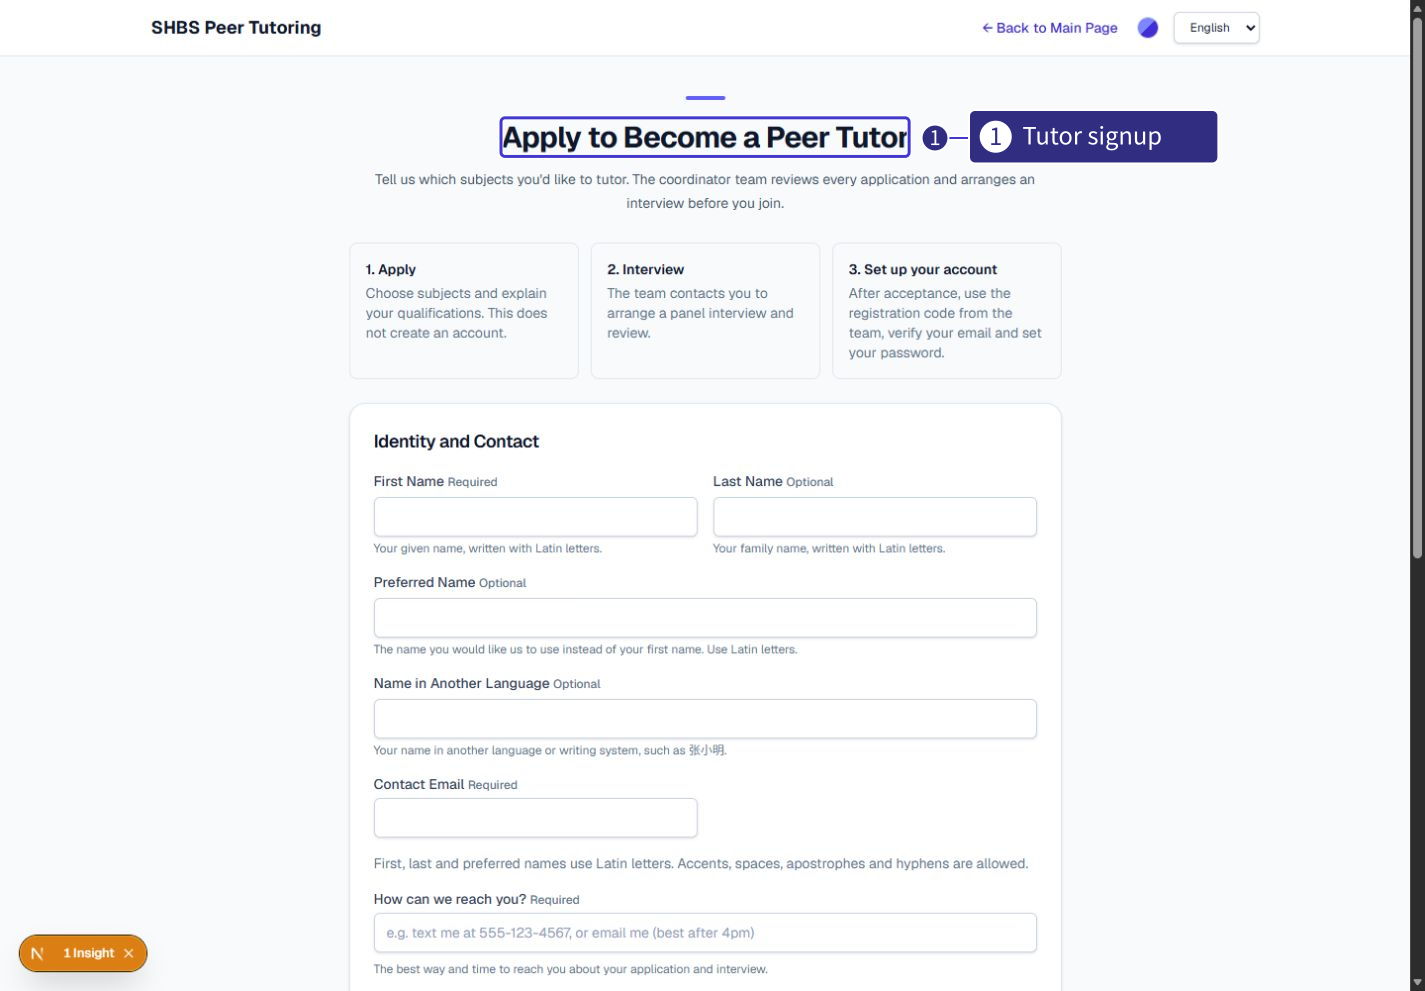 SHBS Peer Tutoring
← Back to Main Page
English
Apply to Become a Peer Tutor
1
1 Tutor signup
Tell us which subjects you'd like to tutor. The coordinator team reviews every application and arranges an
interview before you join.
1. Apply
Choose subjects and explain
your qualifications. This does
not create an account.
2. Interview
The team contacts you to
arrange a panel interview and
review.
3. Set up your account
After acceptance, use the
registration code from the
team, verify your email and set
your password.
Identity and Contact
First Name Required
Your given name, written with Latin letters.
Last Name Optional
Your family name, written with Latin letters.
Preferred Name Optional
The name you would like us to use instead of your first name. Use Latin letters.
Name in Another Language Optional
Your name in another language or writing system, such as 张小明.
Contact Email Required
First, last and preferred names use Latin letters. Accents, spaces, apostrophes and hyphens are allowed.
How can we reach you? Required
e.g. text me at 555-123-4567, or email me (best after 4pm)
The best way and time to reach you about your application and interview.
N 1 Insight ×